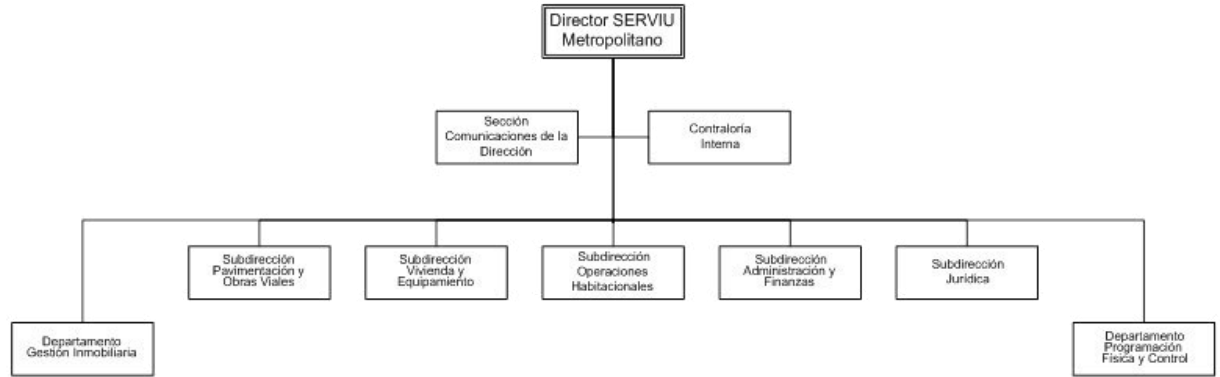 Director SERVIU
Metropolitano
Sección
Comunicaciones de la
Dirección
Contraloría
Interna
Subdirección
Pavimentación y
Obras Viales
Subdirección
Vivienda y
Equipamiento
Subdirección
Operaciones
Habitacionales
Subdirección
Administración y
Finanzas
Subdirección
Jurídica
Departamento
Gestión Inmobiliaria
Departamento
Programación
Física y Control